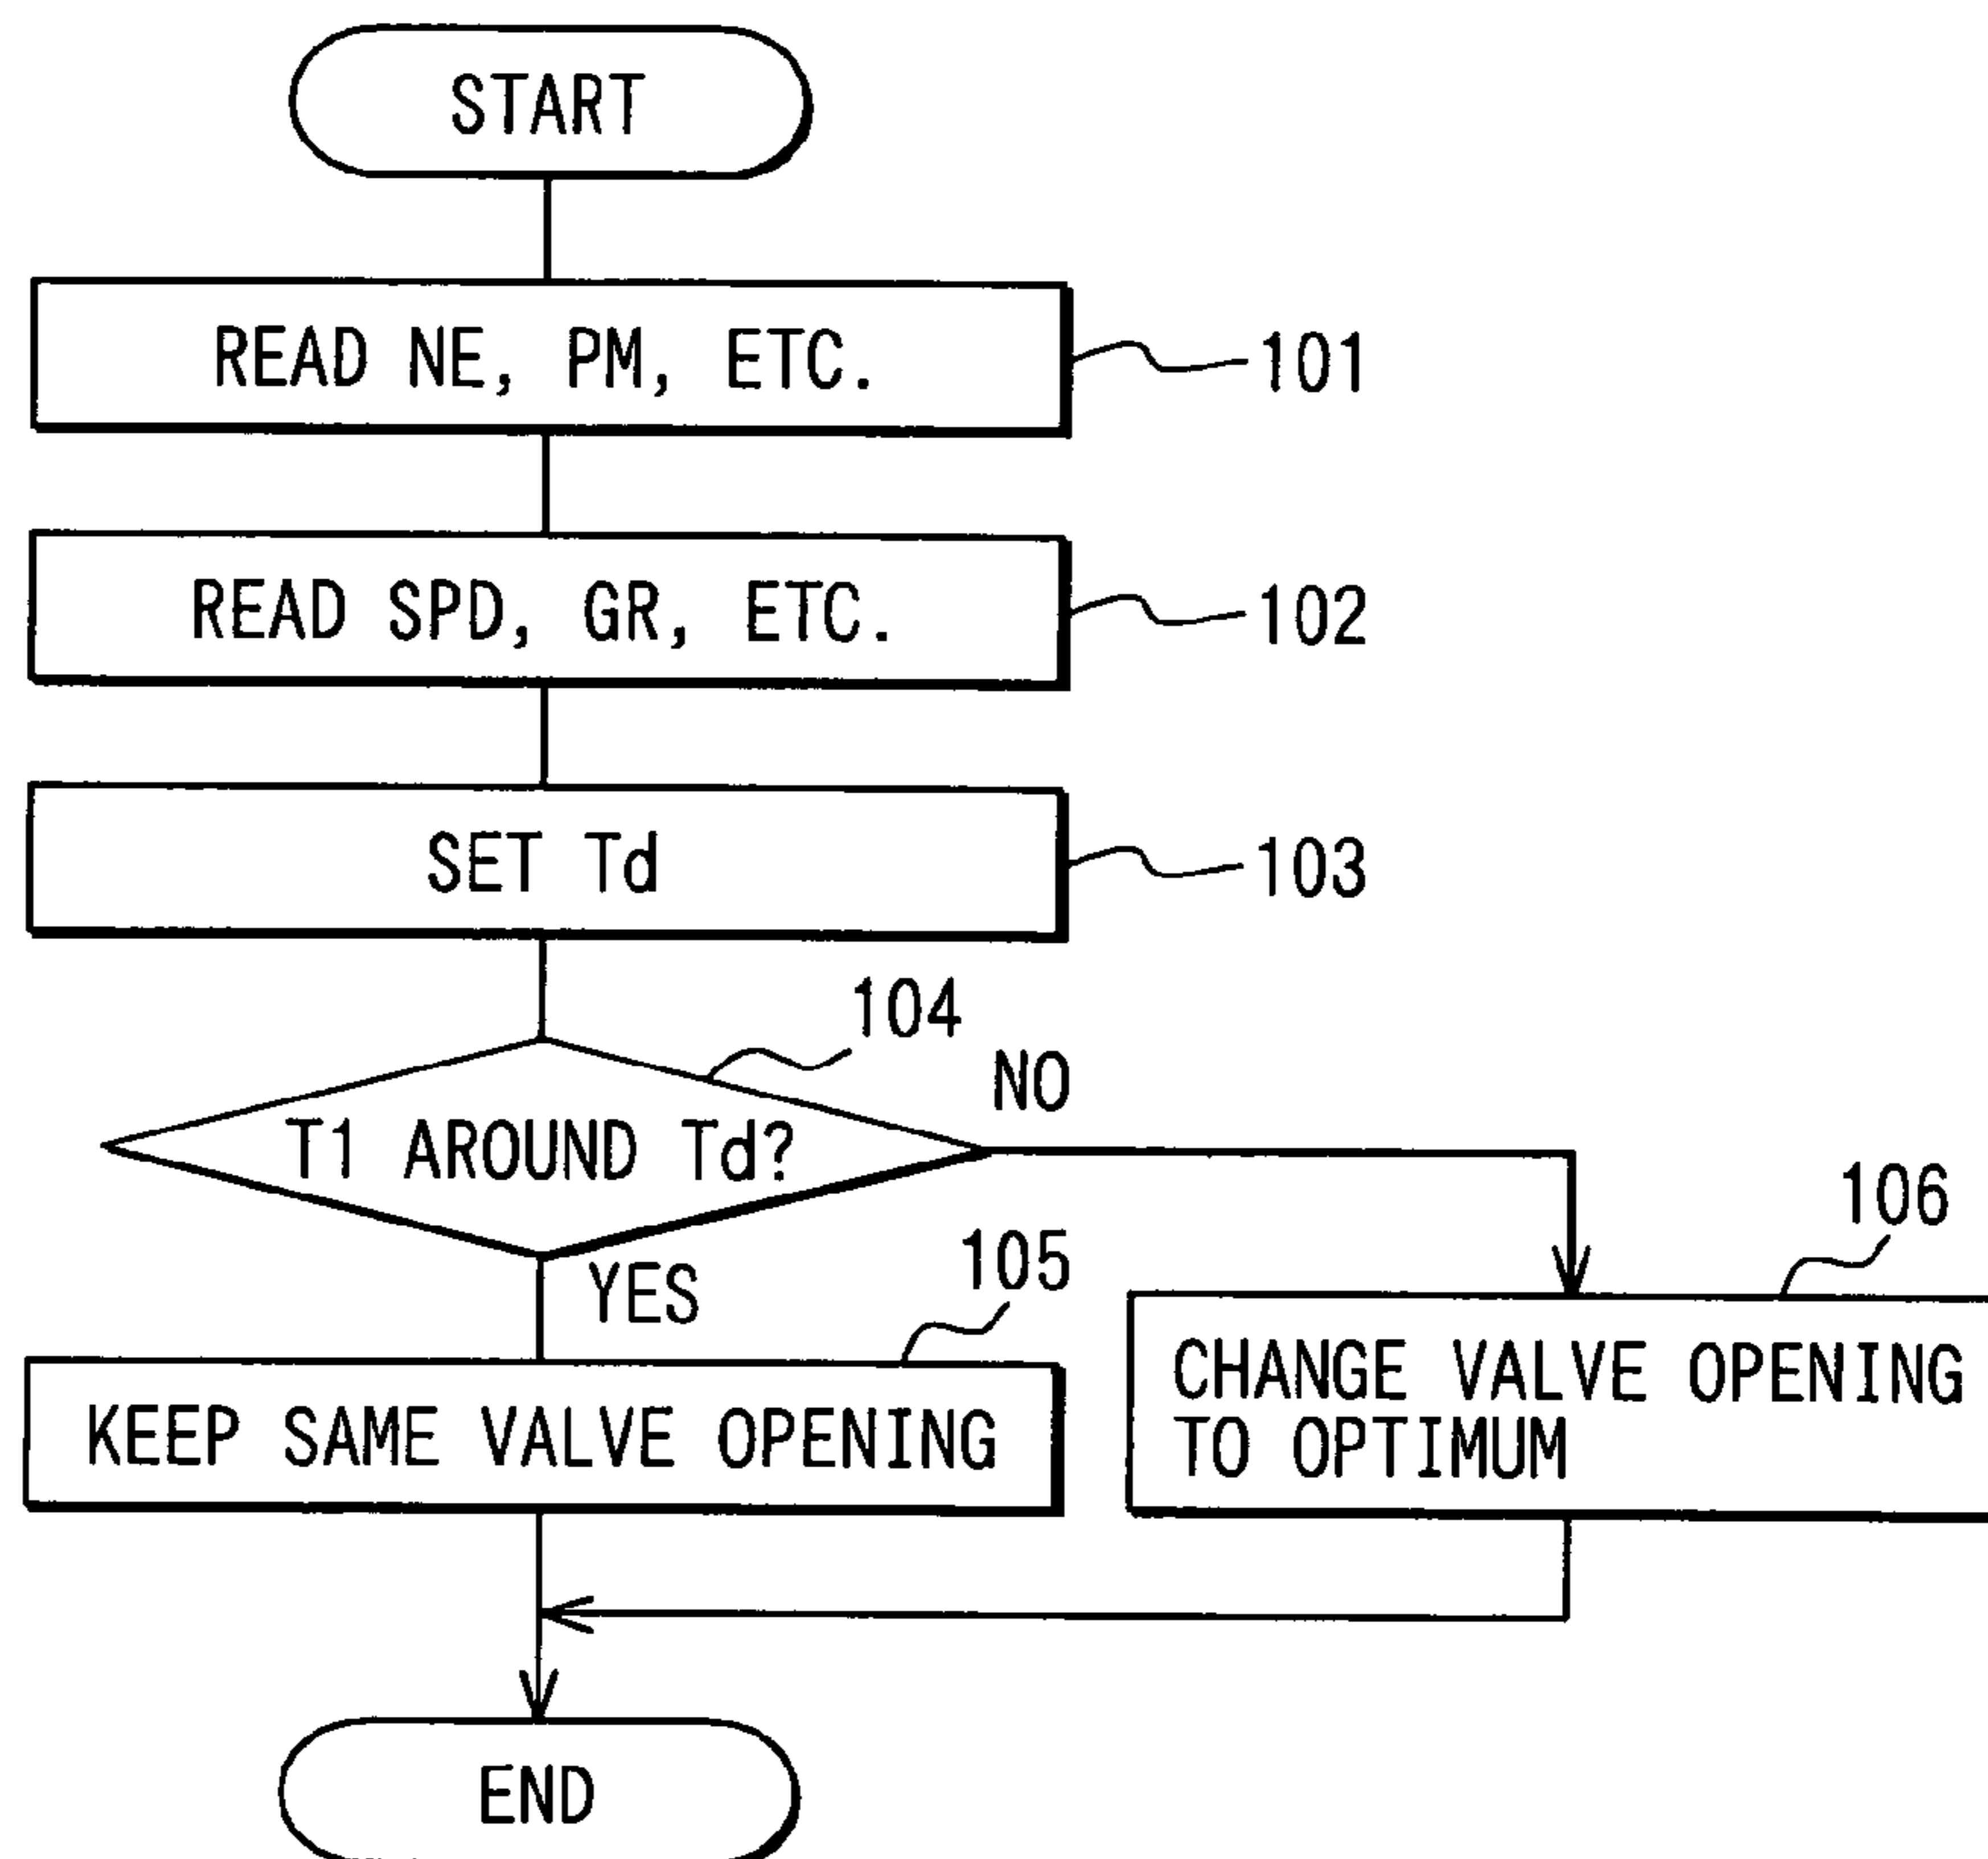 START
READ NE, PM, ETC.
101
READ SPD, GR, ETC.
102
SET Td
103
104
T1 AROUND Td?
NO
YES
105
KEEP SAME VALVE OPENING
106
CHANGE VALVE OPENING
TO OPTIMUM
END